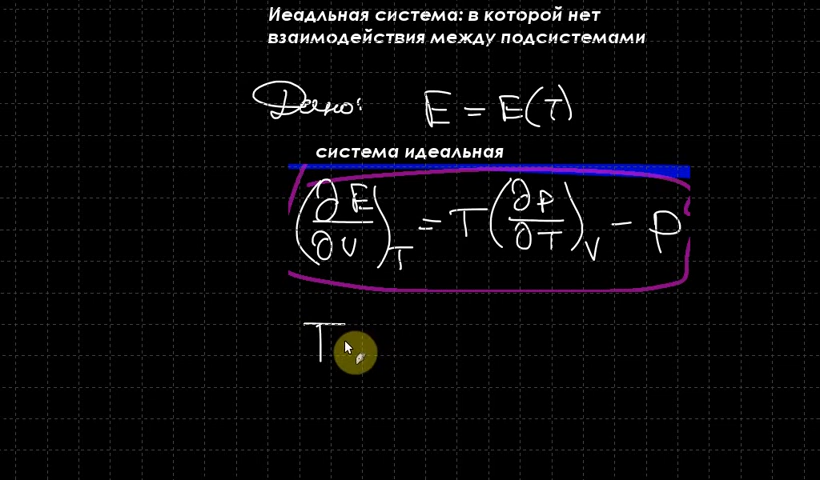 Иеадльная система: в которой нет
взаимодействия между подсистемами
Дано: E = E(T)
система идеальная
(∂E/∂V)_T = T(∂p/∂T)_V − p
T